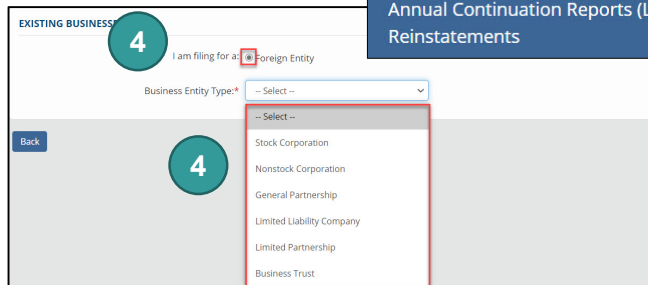 Annual Continuation Reports (L
Reinstatements
EXISTING BUSINESS
4
I am filing for a:
Foreign Entity
Business Entity Type:*
-- Select --
-- Select --
Back
4
Stock Corporation
Nonstock Corporation
General Partnership
Limited Liability Company
Limited Partnership
Business Trust